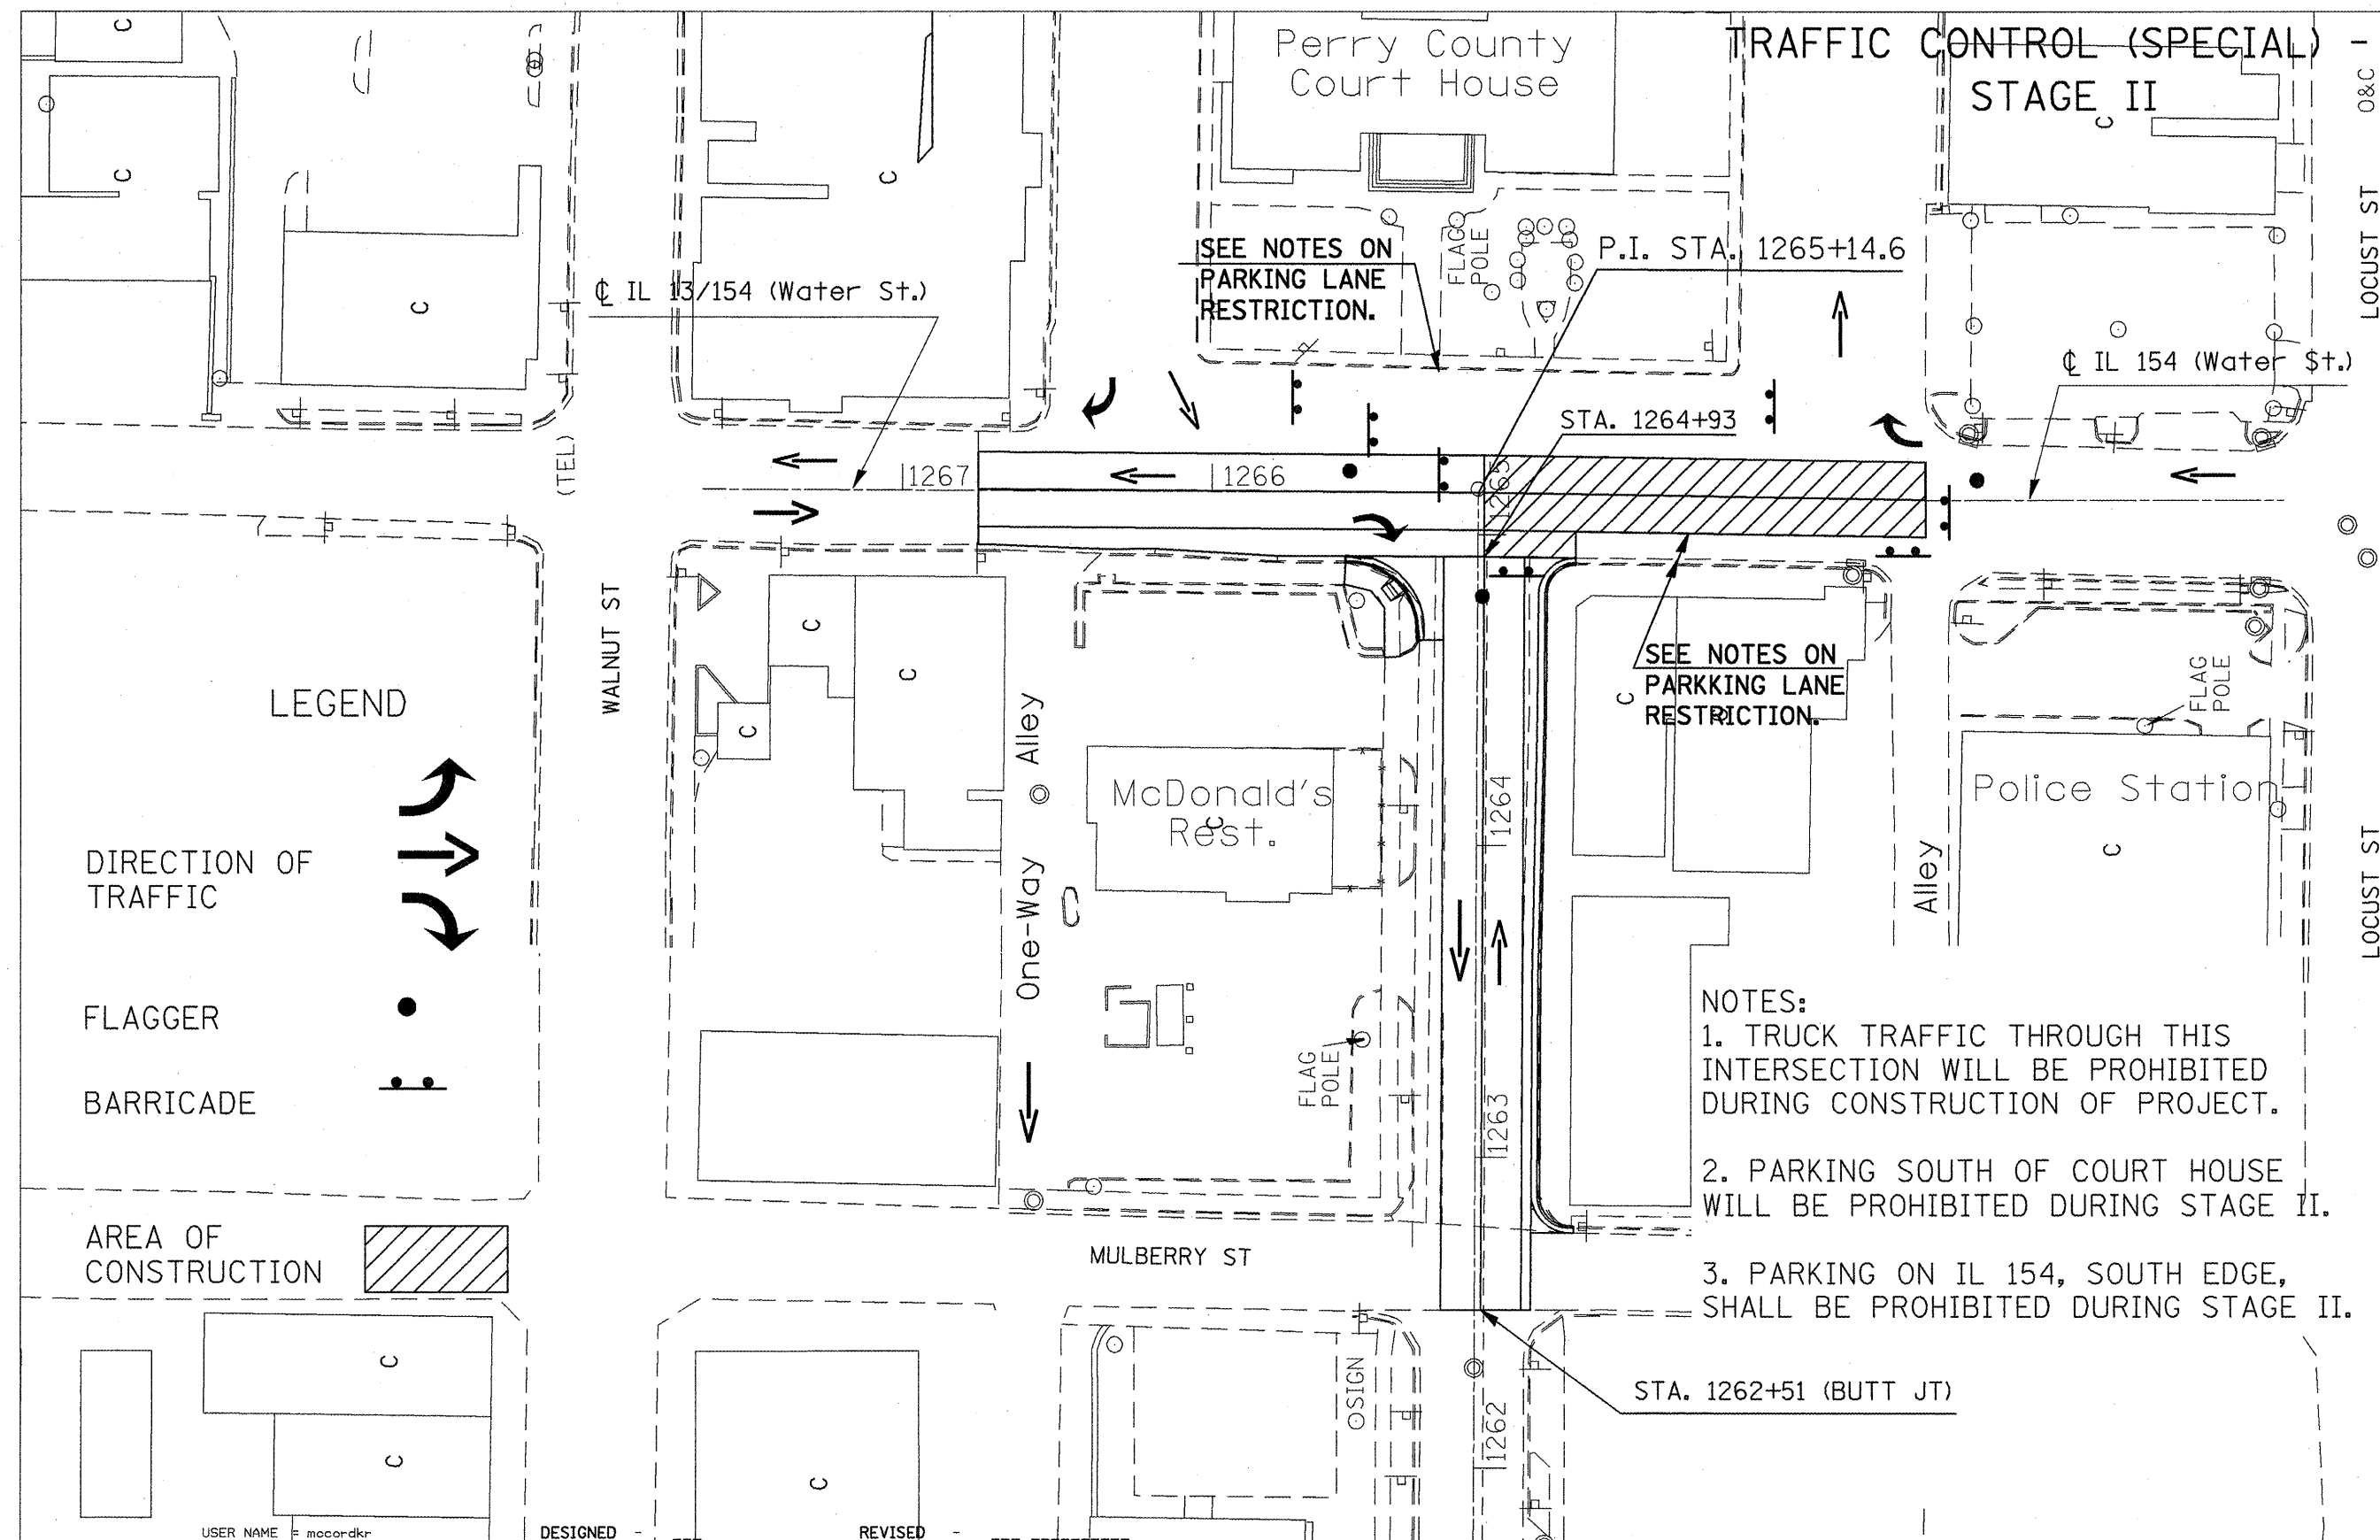 TRAFFIC CONTROL (SPECIAL) -
STAGE II
O&C
Perry County
Court House
LOCUST ST
SEE NOTES ON
PARKING LANE
RESTRICTION.
FLAG
POLE
P.I. STA. 1265+14.6
℄ IL 13/154 (Water St.)
℄ IL 154 (Water St.)
STA. 1264+93
(TEL)
1267
1266
1265
WALNUT ST
LEGEND
DIRECTION OF
TRAFFIC
FLAGGER
BARRICADE
AREA OF
CONSTRUCTION
One-Way Alley
McDonald's
Rest.
FLAG
POLE
1264
1263
1262
SEE NOTES ON
PARKKING LANE
RESTRICTION.
Alley
FLAG
POLE
Police Station
LOCUST ST
NOTES:
1. TRUCK TRAFFIC THROUGH THIS
INTERSECTION WILL BE PROHIBITED
DURING CONSTRUCTION OF PROJECT.
2. PARKING SOUTH OF COURT HOUSE
WILL BE PROHIBITED DURING STAGE II.
3. PARKING ON IL 154, SOUTH EDGE,
SHALL BE PROHIBITED DURING STAGE II.
MULBERRY ST
SIGN
STA. 1262+51 (BUTT JT)
C
C
C
C
C
C
C
C
C
C
C
C
C
C
USER NAME = mccordkr
DESIGNED -
REVISED -